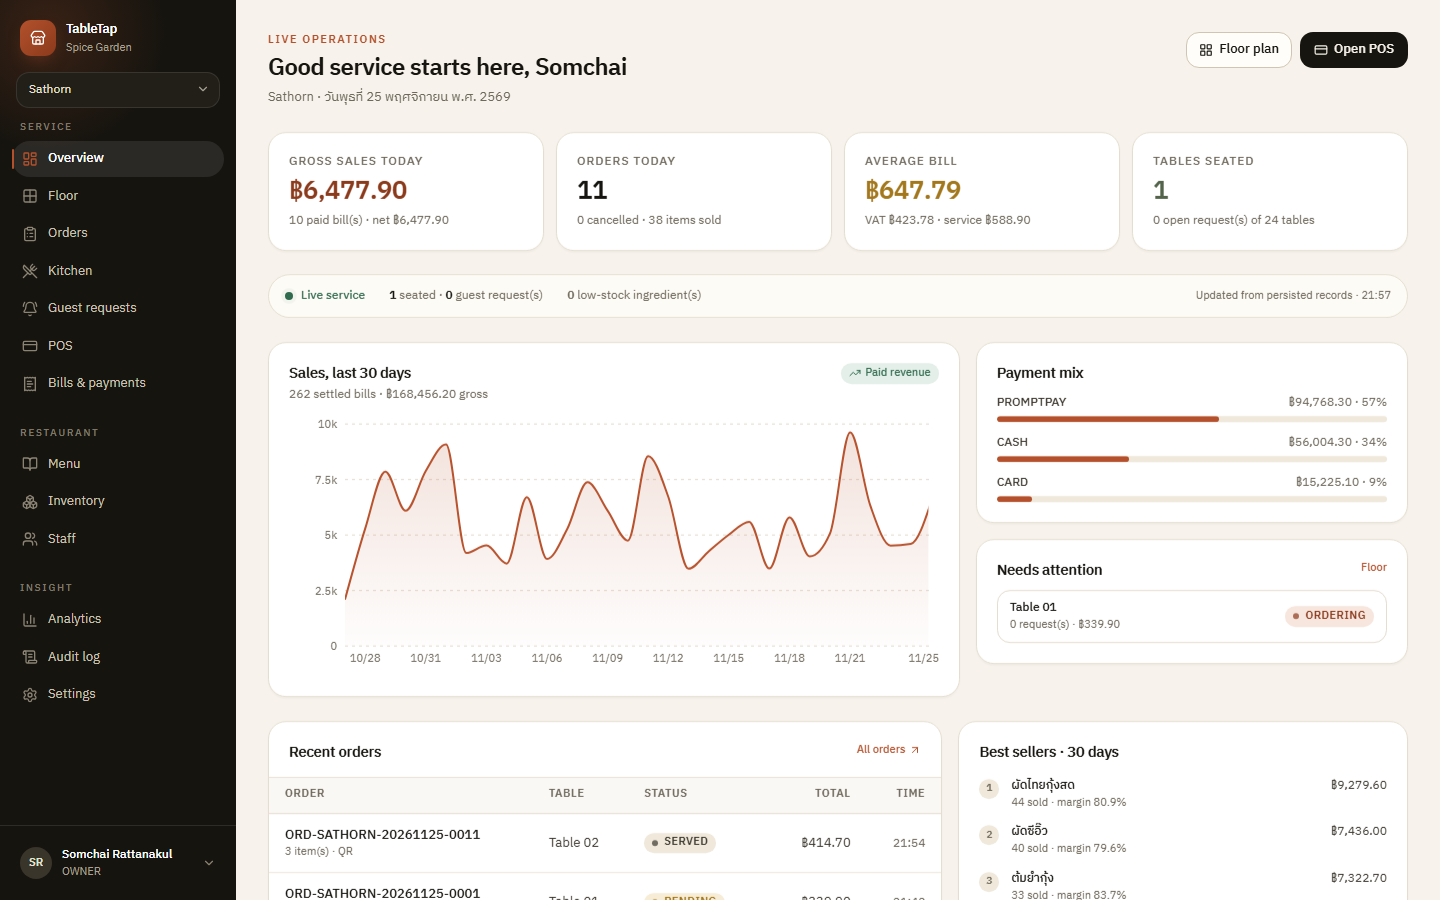 TableTap
Spice Garden
Sathorn
SERVICE
Overview
Floor
Orders
Kitchen
Guest requests
POS
Bills & payments
RESTAURANT
Menu
Inventory
Staff
INSIGHT
Analytics
Audit log
Settings
SR
Somchai Rattanakul
OWNER
LIVE OPERATIONS
Good service starts here, Somchai
Sathorn · วันพุธที่ 25 พฤศจิกายน พ.ศ. 2569
Floor plan
Open POS
GROSS SALES TODAY
฿6,477.90
10 paid bill(s) · net ฿6,477.90
ORDERS TODAY
11
0 cancelled · 38 items sold
AVERAGE BILL
฿647.79
VAT ฿423.78 · service ฿588.90
TABLES SEATED
1
0 open request(s) of 24 tables
Live service 1 seated · 0 guest request(s) 0 low-stock ingredient(s) Updated from persisted records · 21:57
Sales, last 30 days
262 settled bills · ฿168,456.20 gross
Paid revenue
10k
7.5k
5k
2.5k
0
10/28 10/31 11/03 11/06 11/09 11/12 11/15 11/18 11/21 11/25
Payment mix
PROMPTPAY ฿94,768.30 · 57%
CASH ฿56,004.30 · 34%
CARD ฿15,225.10 · 9%
Needs attention Floor
Table 01
0 request(s) · ฿339.90
ORDERING
Recent orders All orders
ORDER TABLE STATUS TOTAL TIME
ORD-SATHORN-20261125-0011
3 item(s) · QR
Table 02 SERVED ฿414.70 21:54
ORD-SATHORN-20261125-0001
Best sellers · 30 days
1 ผัดไทยกุ้งสด ฿9,279.60
44 sold · margin 80.9%
2 ผัดซีอิ๊ว ฿7,436.00
40 sold · margin 79.6%
3 ต้มยำกุ้ง ฿7,322.70
33 sold · margin 83.7%